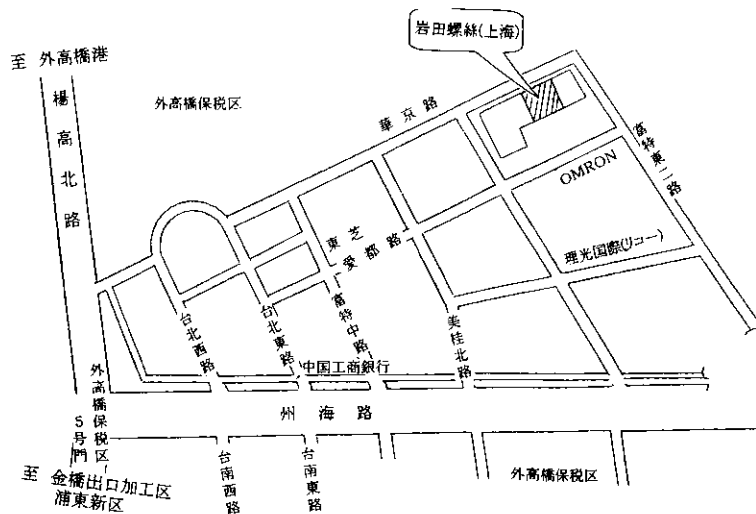 岩田螺絲(上海)
至 外高橋港
外高橋保税区
楊高北路
華京路
富特東二路
OMRON
東芝
愛都路
理光国際(リコー)
台北西路
台北東路
富特中路
美桂北路
中国工商銀行
外高橋保税区
5号門
州海路
台南西路
台南東路
外高橋保税区
至 金橋出口加工区
浦東新区